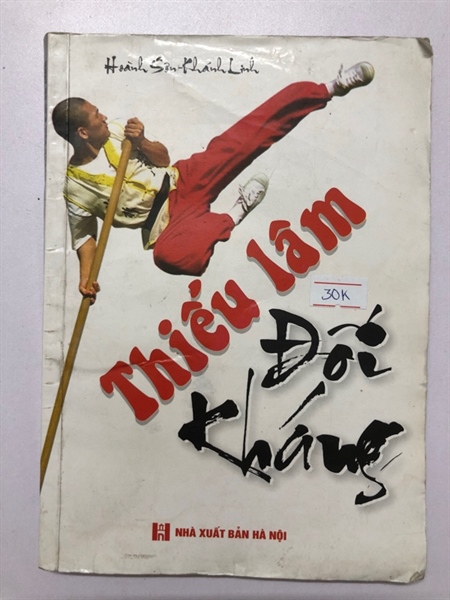 Hoành Sơn - Khánh Linh
Thiếu lâm
30K
Đối
Kháng
NHÀ XUẤT BẢN HÀ NỘI